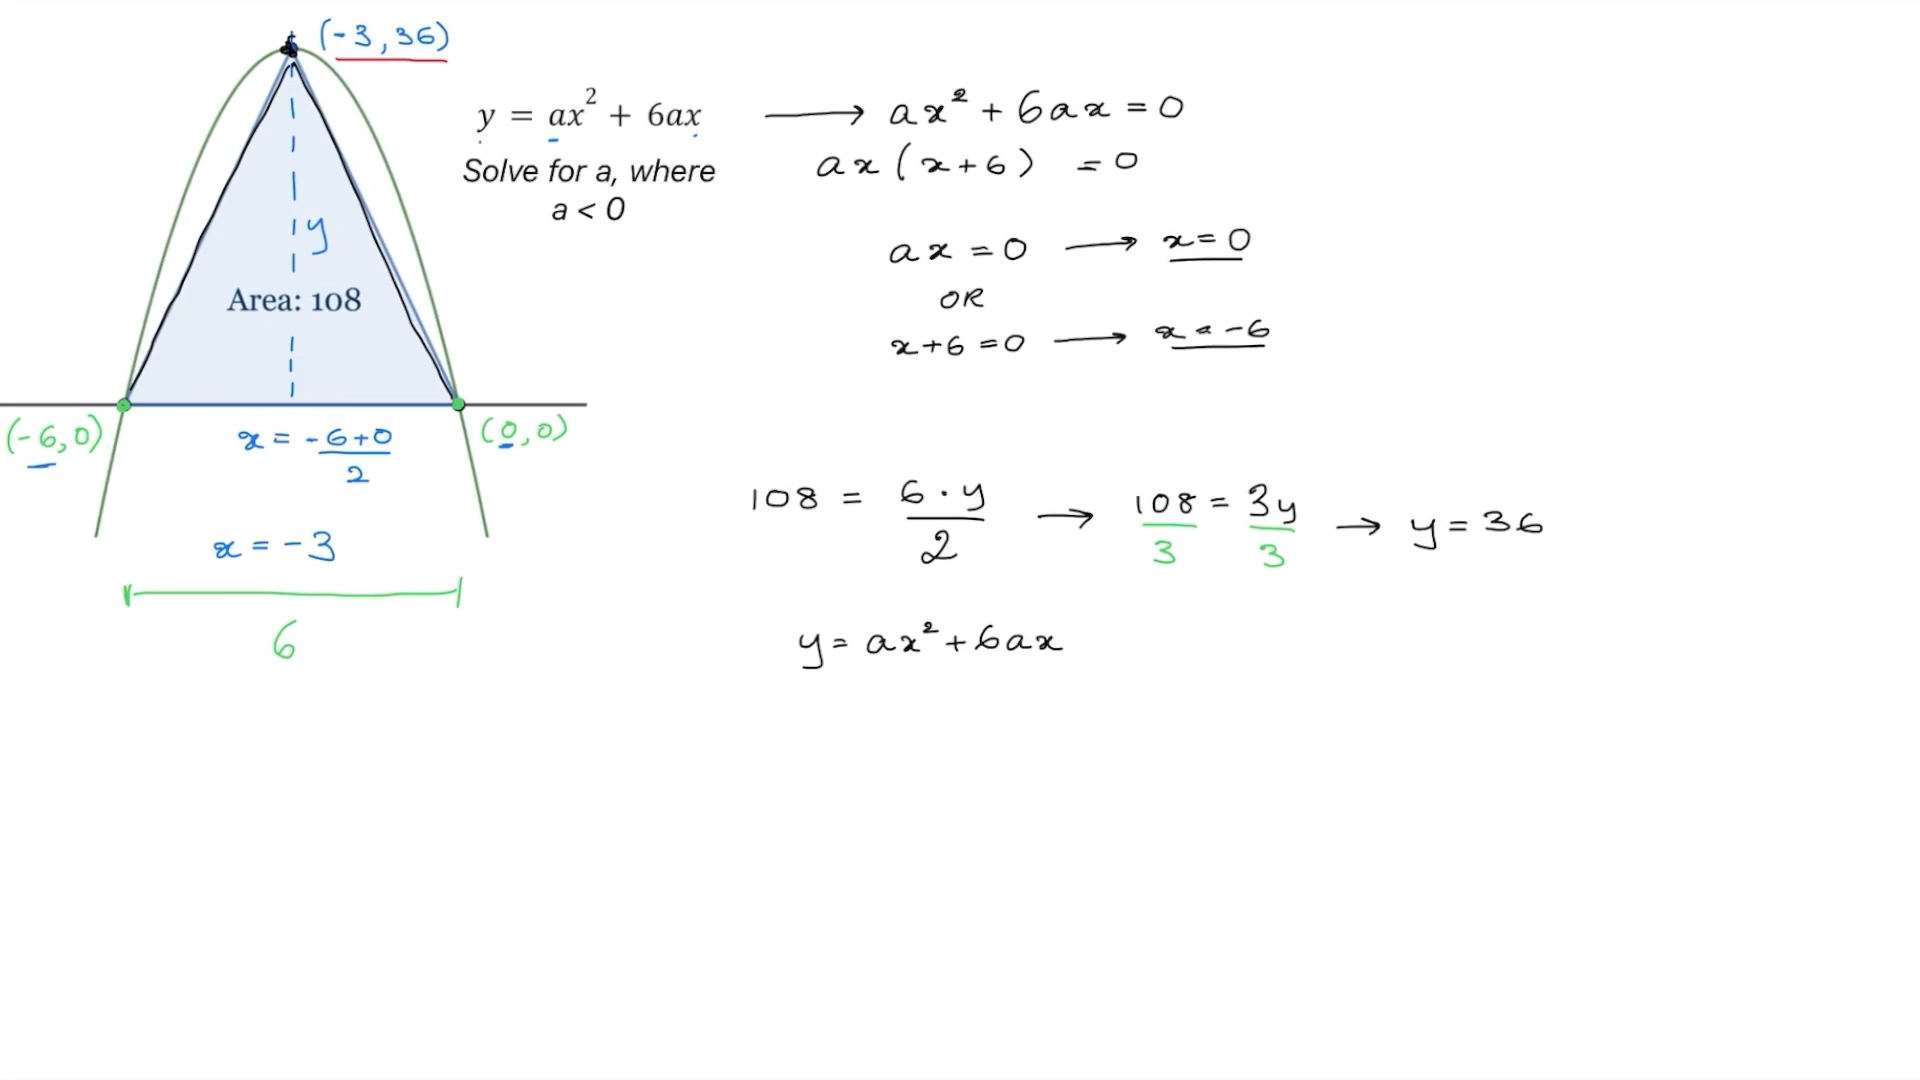 (-3, 36)
y = ax² + 6ax ⟶ ax² + 6ax = 0
Solve for a, where
a < 0
ax (x+6) = 0
y
ax = 0 ⟶ x = 0
OR
x+6 = 0 ⟶ x = -6
Area: 108
(-6,0)
x = -6+0 / 2
(0,0)
x = -3
6
108 = 6 · y / 2 → 108 / 3 = 3y / 3 → y = 36
y = ax² + 6ax